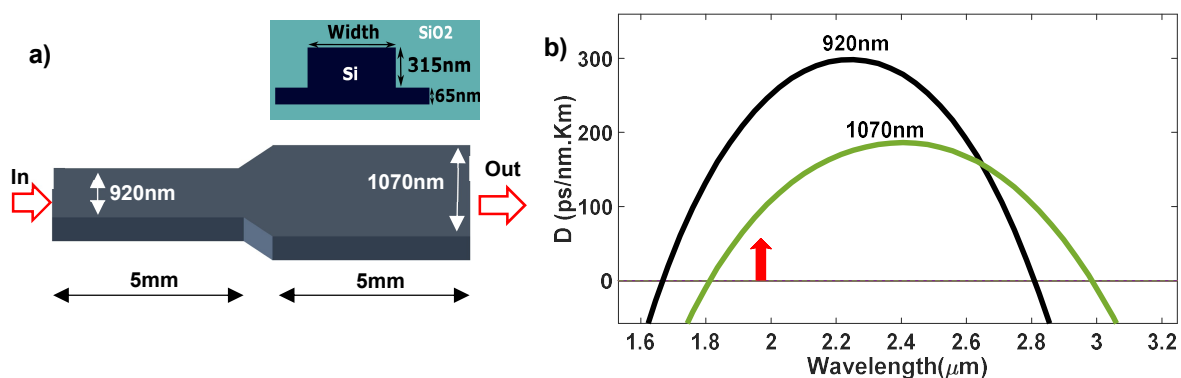 a)
Width
SiO2
Si
315nm
65nm
In
920nm
1070nm
Out
5mm
5mm
b)
D (ps/nm.Km)
300
200
100
0
920nm
1070nm
1.6 1.8 2 2.2 2.4 2.6 2.8 3 3.2
Wavelength(μm)